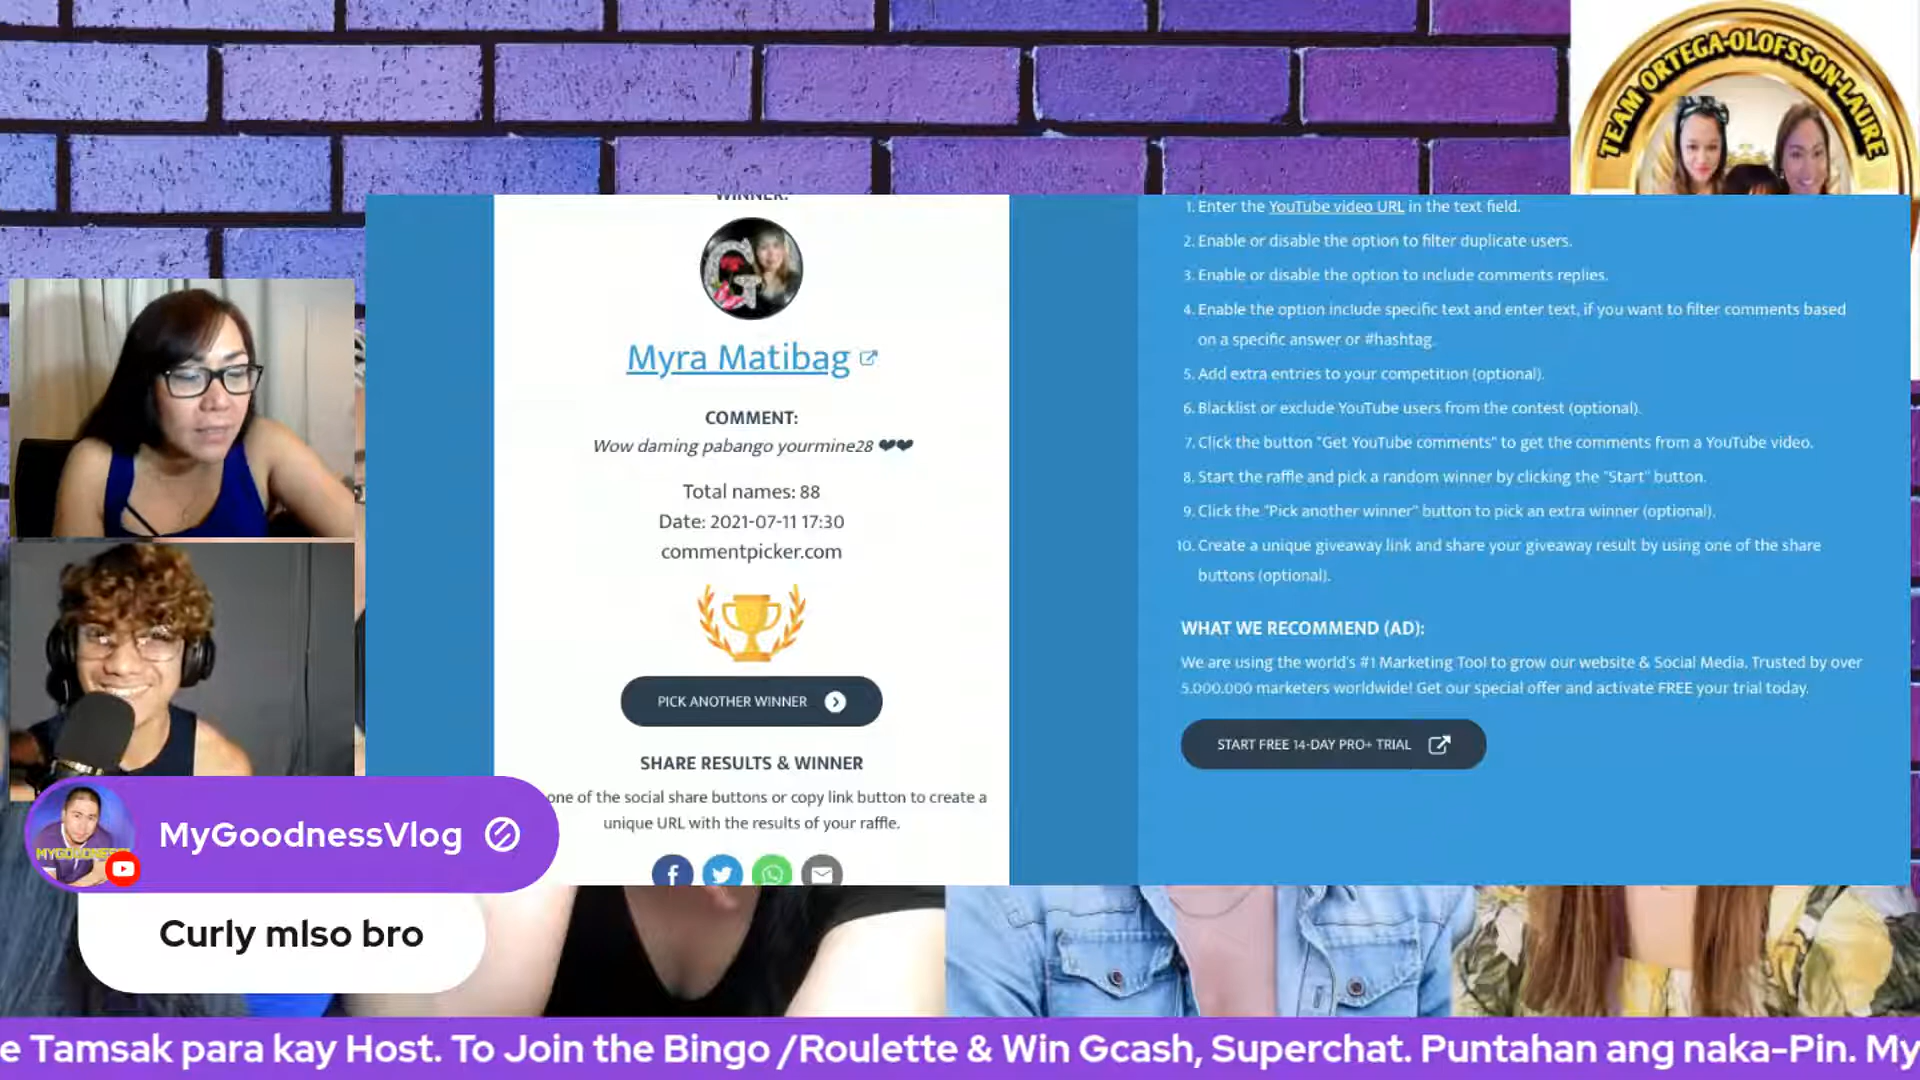 TEAM ORTEGA-OLOFSSON-LAURE
WINNER:
Myra Matibag
COMMENT:
Wow daming pabango yourmine28 ❤❤
Total names: 88
Date: 2021-07-11 17:30
commentpicker.com
PICK ANOTHER WINNER
SHARE RESULTS & WINNER
one of the social share buttons or copy link button to create a
unique URL with the results of your raffle.
1. Enter the YouTube video URL in the text field.
2. Enable or disable the option to filter duplicate users.
3. Enable or disable the option to include comments replies.
4. Enable the option include specific text and enter text, if you want to filter comments based
on a specific answer or #hashtag.
5. Add extra entries to your competition (optional).
6. Blacklist or exclude YouTube users from the contest (optional).
7. Click the button "Get YouTube comments" to get the comments from a YouTube video.
8. Start the raffle and pick a random winner by clicking the "Start" button.
9. Click the "Pick another winner" button to pick an extra winner (optional).
10. Create a unique giveaway link and share your giveaway result by using one of the share
buttons (optional).
WHAT WE RECOMMEND (AD):
We are using the world's #1 Marketing Tool to grow our website & Social Media. Trusted by over
5.000.000 marketers worldwide! Get our special offer and activate FREE your trial today.
START FREE 14-DAY PRO+ TRIAL
MyGoodnessVlog
Curly mlso bro
e Tamsak para kay Host. To Join the Bingo /Roulette & Win Gcash, Superchat. Puntahan ang naka-Pin. My